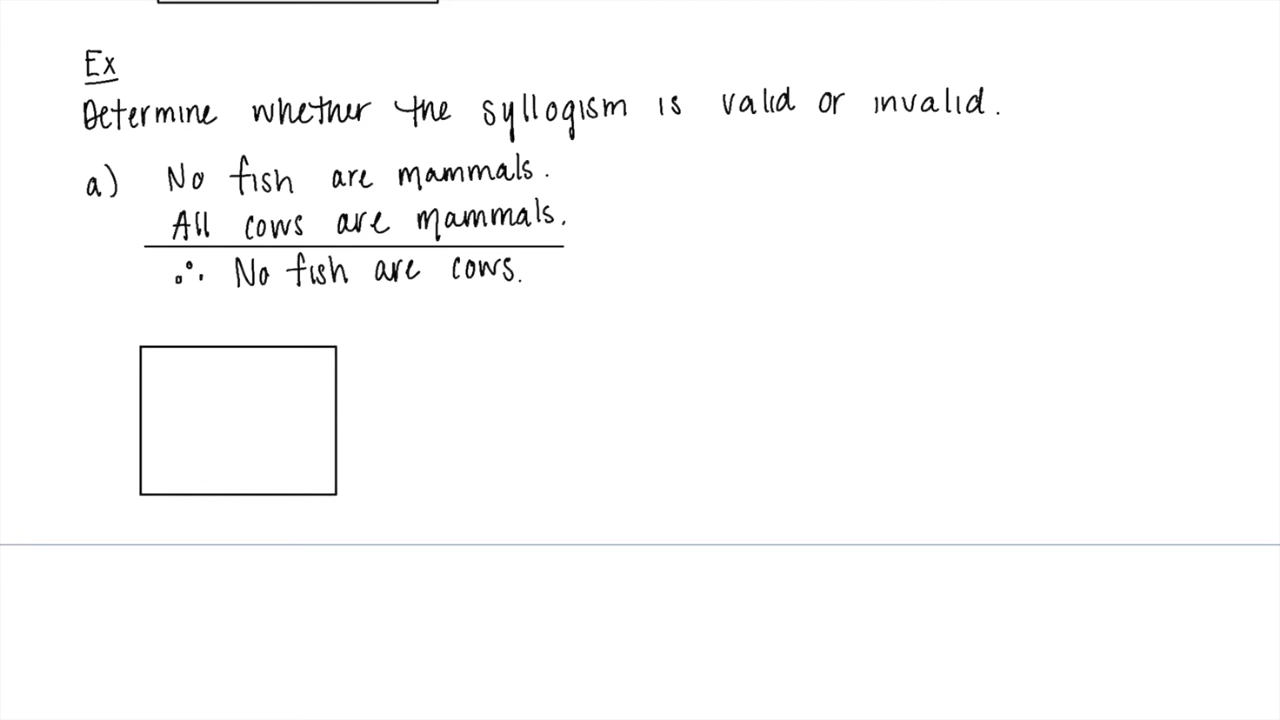 Ex
Determine whether the syllogism is valid or invalid.
a) No fish are mammals.
All cows are mammals.
∴ No fish are cows.